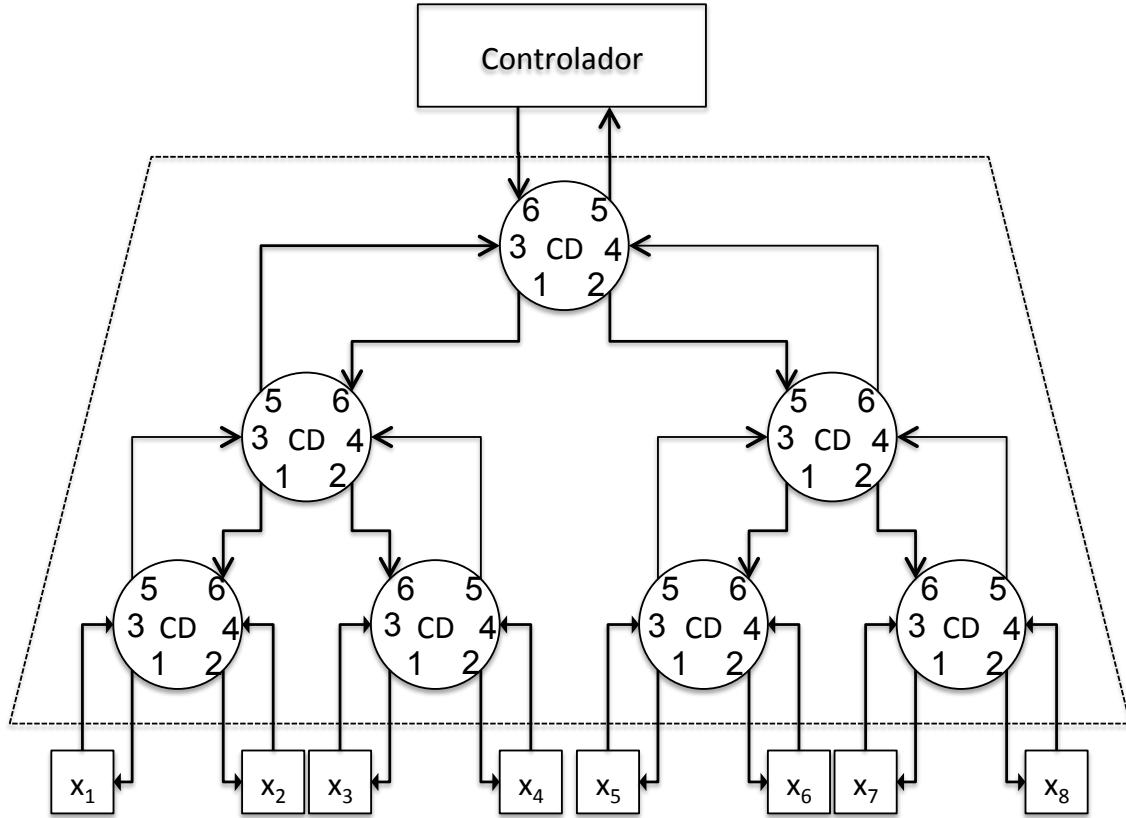 Controlador
6 5
3 CD 4
1 2
5 6 5 6
3 CD 4 3 CD 4
1 2 1 2
5 6 6 5 5 6 6 5
3 CD 4 3 CD 4 3 CD 4 3 CD 4
1 2 1 2 1 2 1 2
x₁ x₂ x₃ x₄ x₅ x₆ x₇ x₈